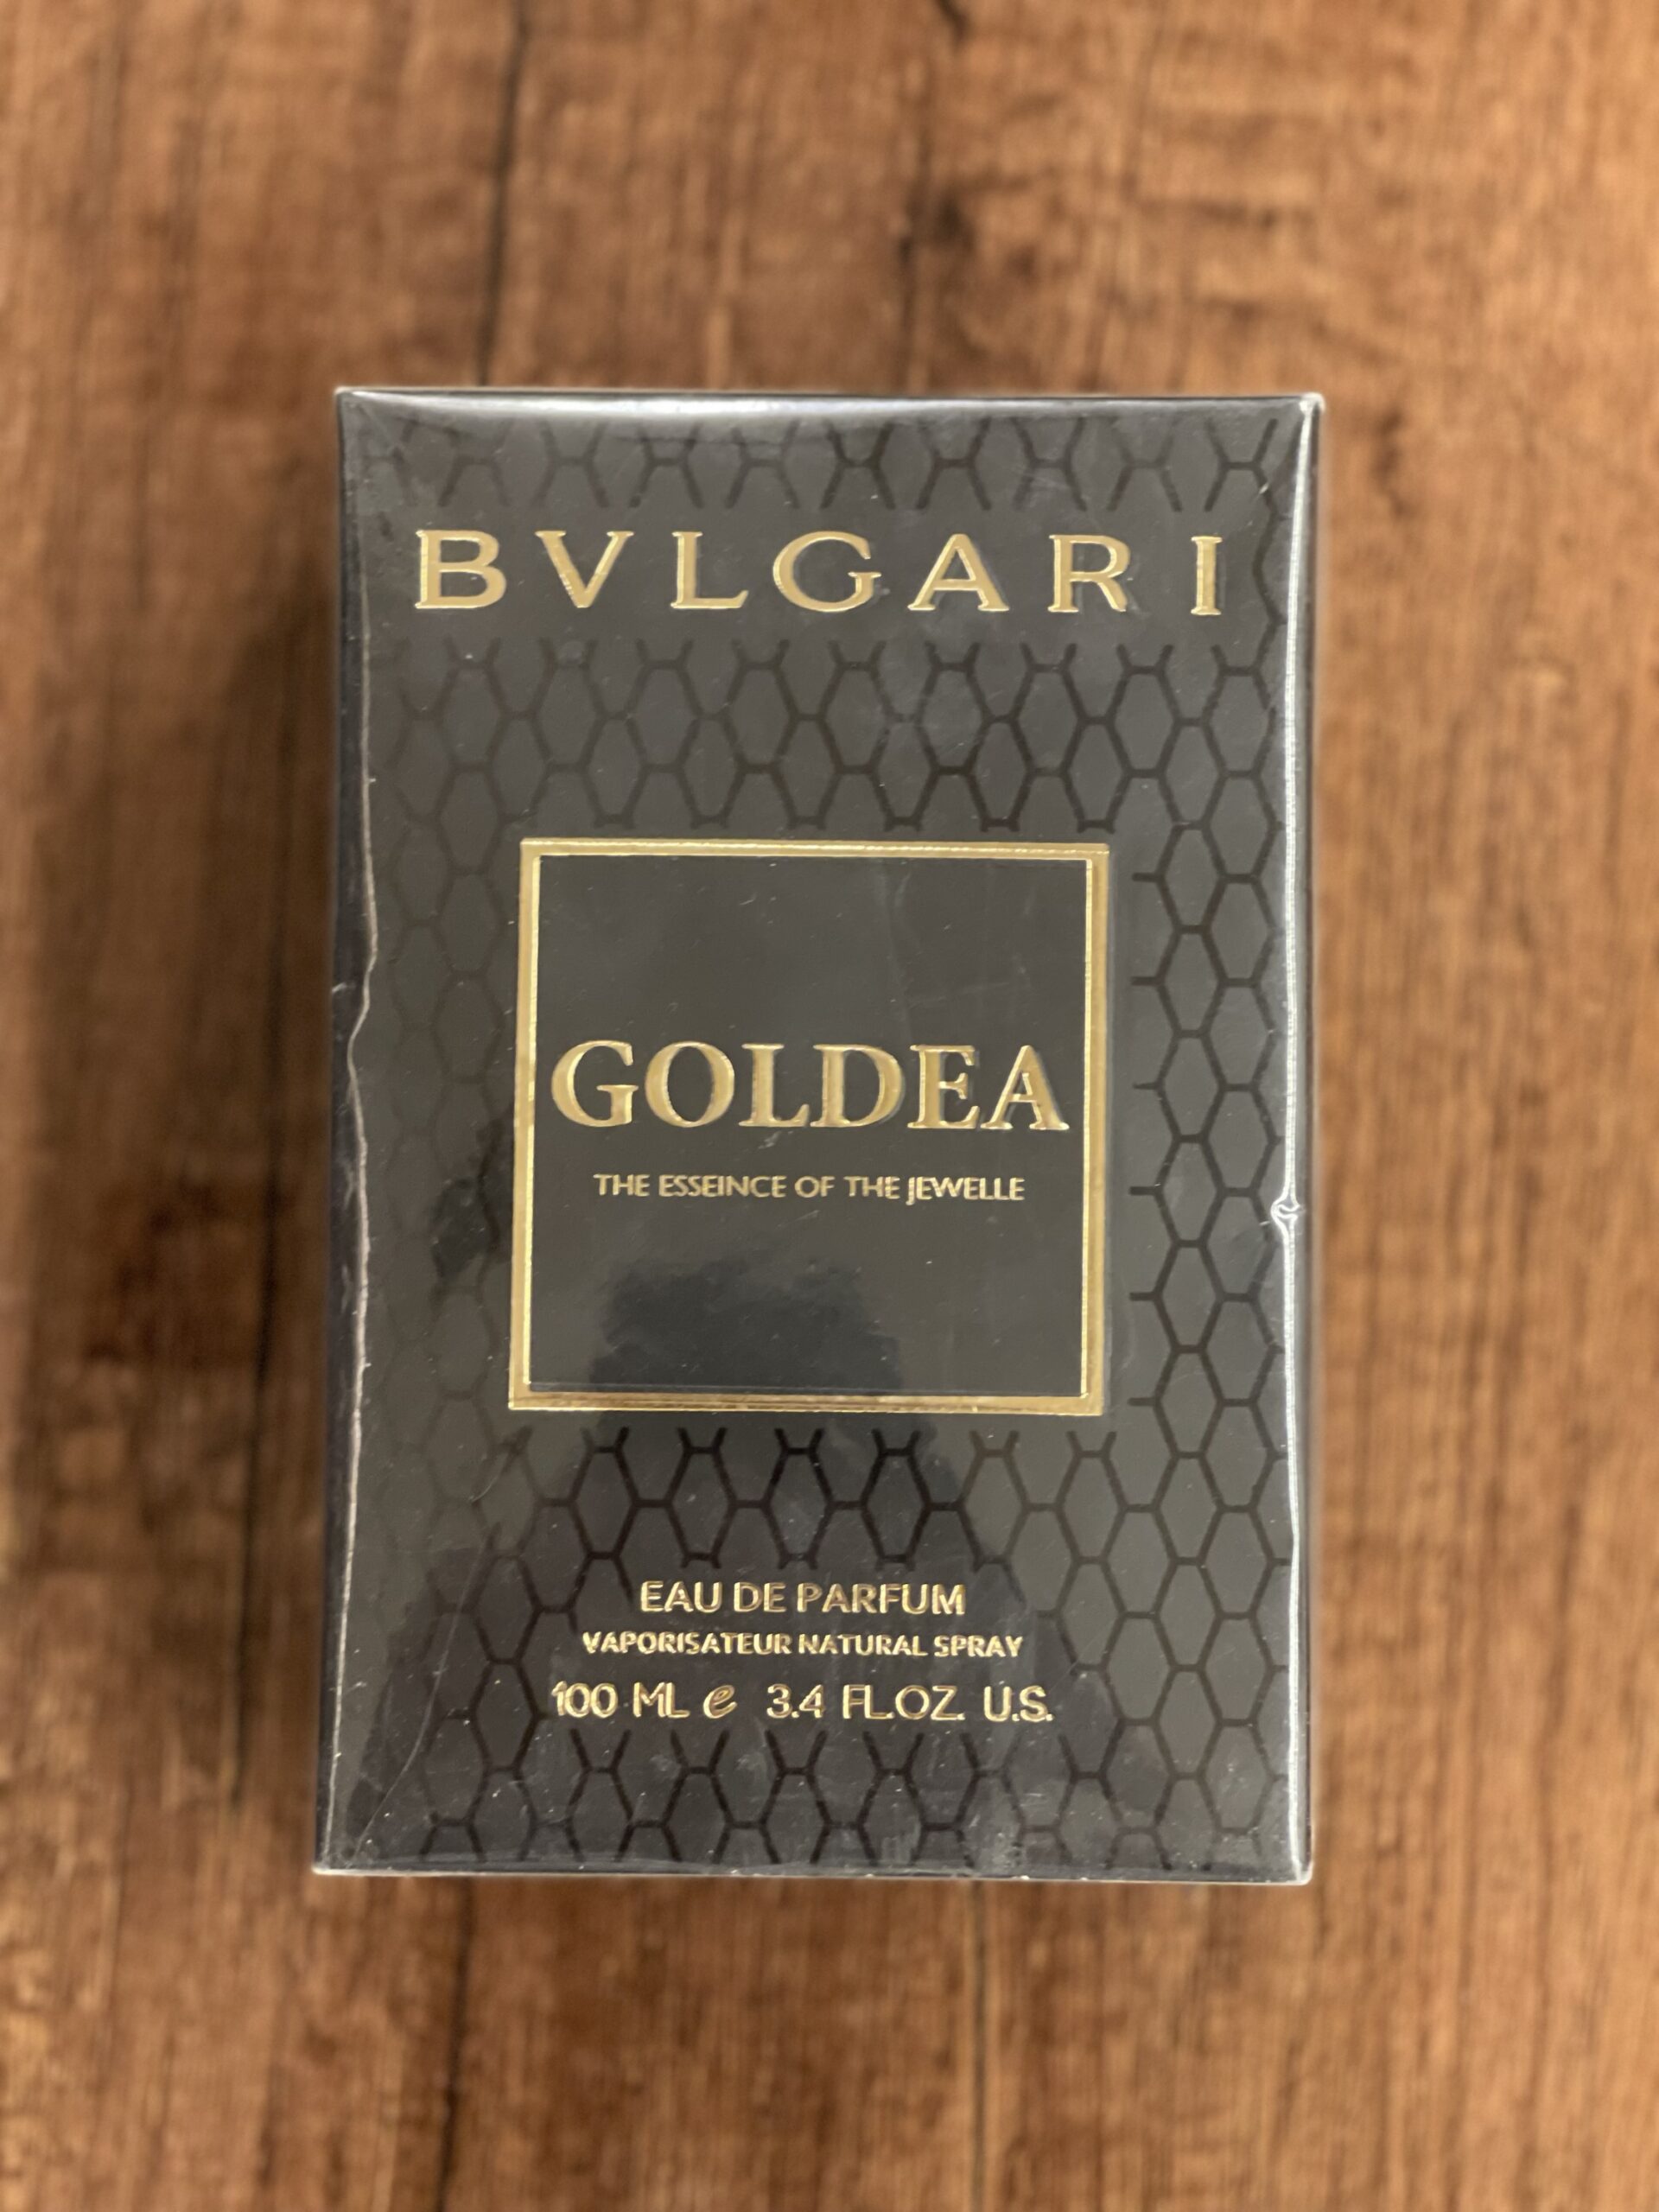 BVLGARI
GOLDEA
THE ESSEINCE OF THE JEWELLE
EAU DE PARFUM
VAPORISATEUR NATURAL SPRAY
100 ML e 3.4 FL.OZ. U.S.